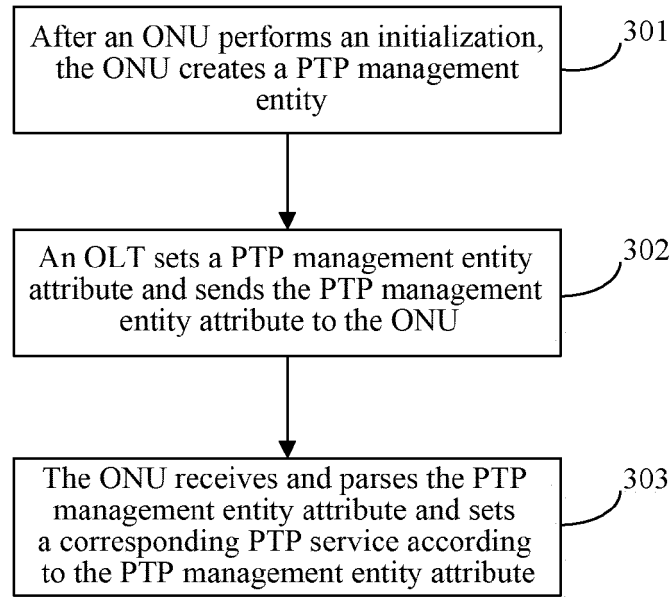 After an ONU performs an initialization,
the ONU creates a PTP management
entity
301
An OLT sets a PTP management entity
attribute and sends the PTP management
entity attribute to the ONU
302
The ONU receives and parses the PTP
management entity attribute and sets
a corresponding PTP service according
to the PTP management entity attribute
303